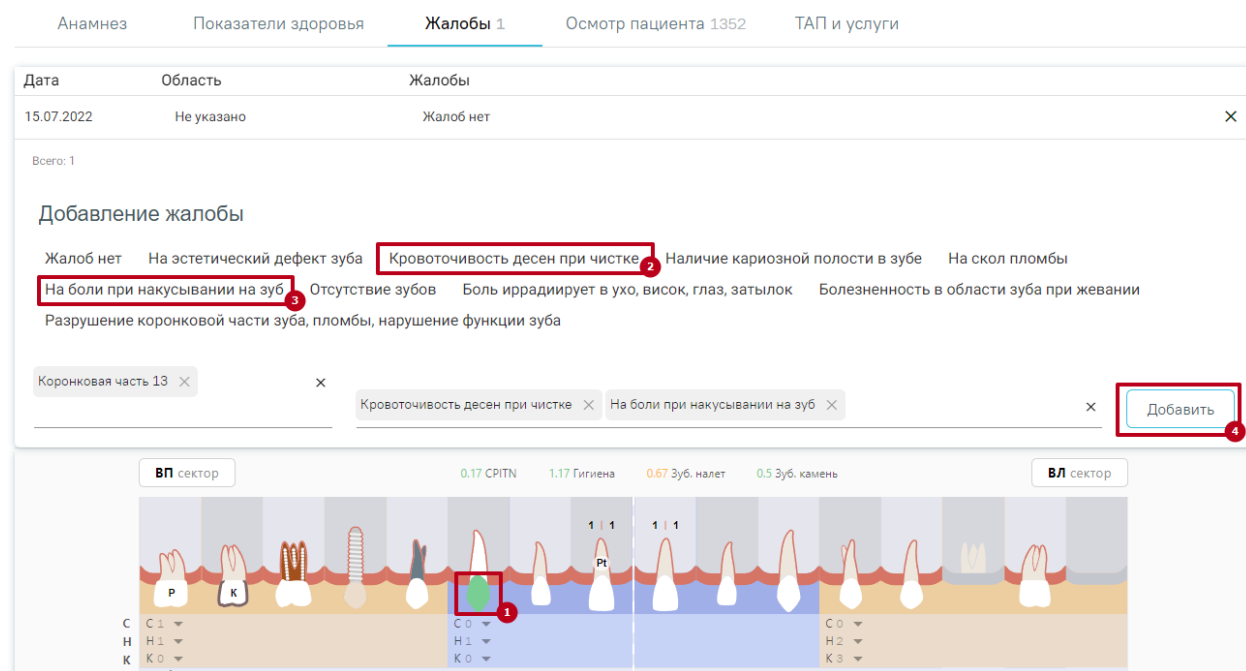 Анамнез Показатели здоровья Жалобы 1 Осмотр пациента 1352 ТАП и услуги
Дата Область Жалобы
15.07.2022 Не указано Жалоб нет
Всего: 1
Добавление жалобы
Жалоб нет На эстетический дефект зуба Кровоточивость десен при чистке 2 Наличие кариозной полости в зубе На скол пломбы
На боли при накусывании на зуб 3 Отсутствие зубов Боль иррадиирует в ухо, висок, глаз, затылок Болезненность в области зуба при жевании
Разрушение коронковой части зуба, пломбы, нарушение функции зуба
Коронковая часть 13
Кровоточивость десен при чистке На боли при накусывании на зуб Добавить
4
ВП сектор 0.17 CPITN 1.17 Гигиена 0.67 Зуб. налет 0.5 Зуб. камень ВЛ сектор
1 | 1 1 | 1
Pt
P K
1
С С 1 С 0 С 0
Н Н 1 Н 1 Н 2
К К 0 К 0 К 3